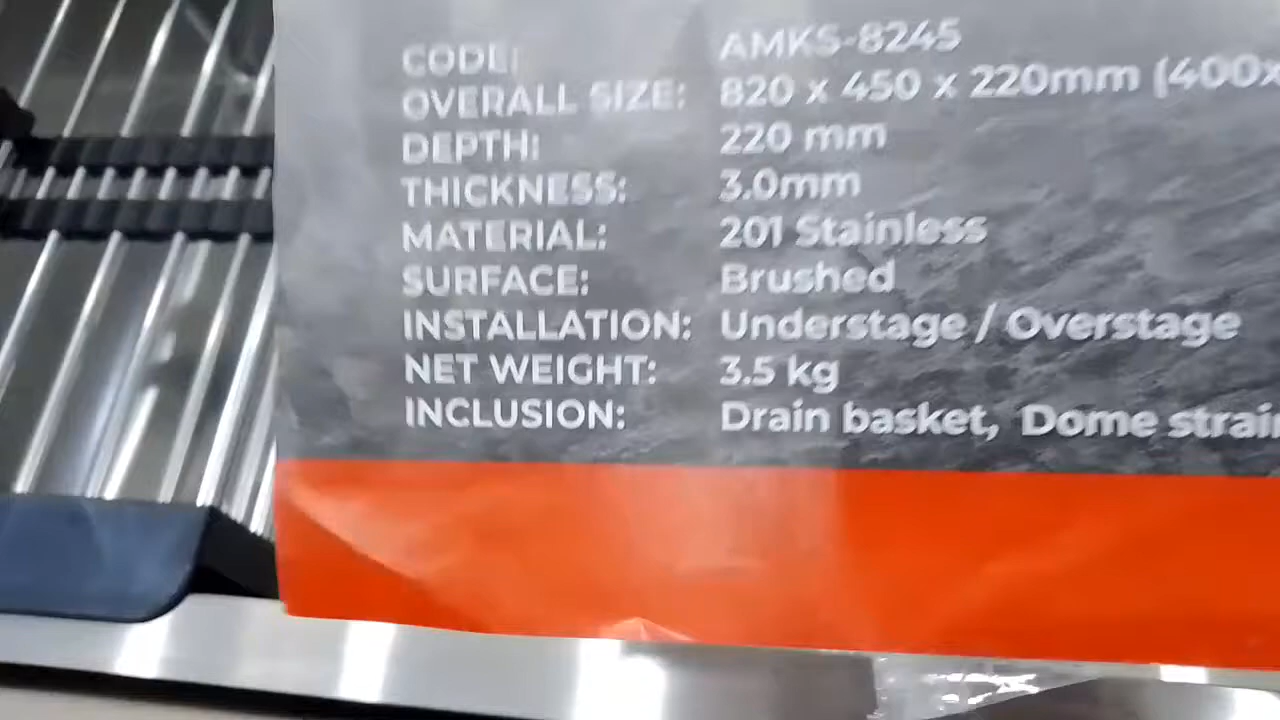 CODE: AMKS-8245
OVERALL SIZE: 820 x 450 x 220mm (400x
DEPTH: 220 mm
THICKNESS: 3.0mm
MATERIAL: 201 Stainless
SURFACE: Brushed
INSTALLATION: Understage / Overstage
NET WEIGHT: 3.5 kg
INCLUSION: Drain basket, Dome strain